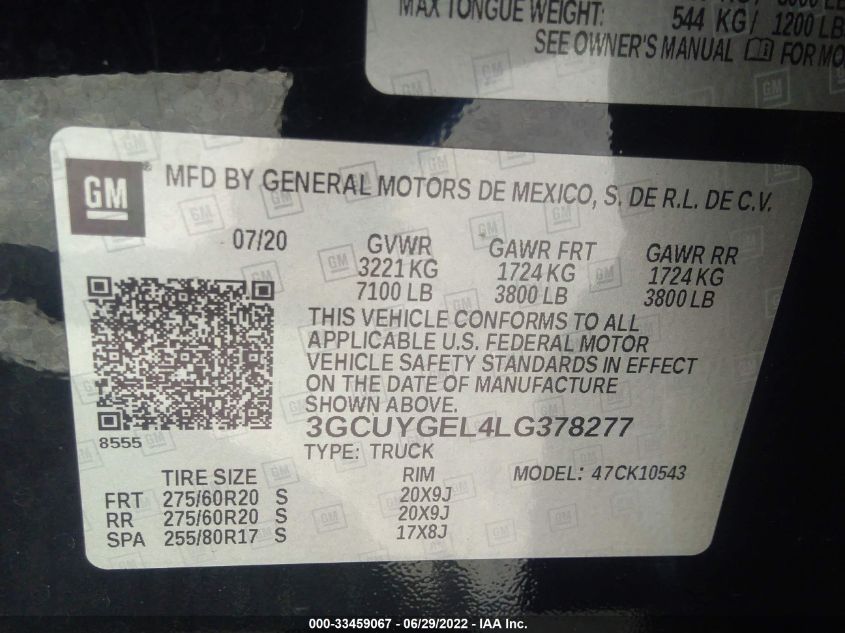 MAX TONGUE WEIGHT: 544 KG/ 1200 LB
SEE OWNER'S MANUAL FOR MO
GM ® MFD BY GENERAL MOTORS DE MEXICO, S. DE R.L. DE C.V.
07/20 GVWR GAWR FRT GAWR RR
3221 KG 1724 KG 1724 KG
7100 LB 3800 LB 3800 LB
THIS VEHICLE CONFORMS TO ALL
APPLICABLE U.S. FEDERAL MOTOR
VEHICLE SAFETY STANDARDS IN EFFECT
ON THE DATE OF MANUFACTURE
SHOWN ABOVE.
8555 3GCUYGEL4LG378277
TYPE: TRUCK
TIRE SIZE RIM MODEL: 47CK10543
FRT 275/60R20 S 20X9J
RR 275/60R20 S 20X9J
SPA 255/80R17 S 17X8J
000-33459067 - 06/29/2022 - IAA Inc.